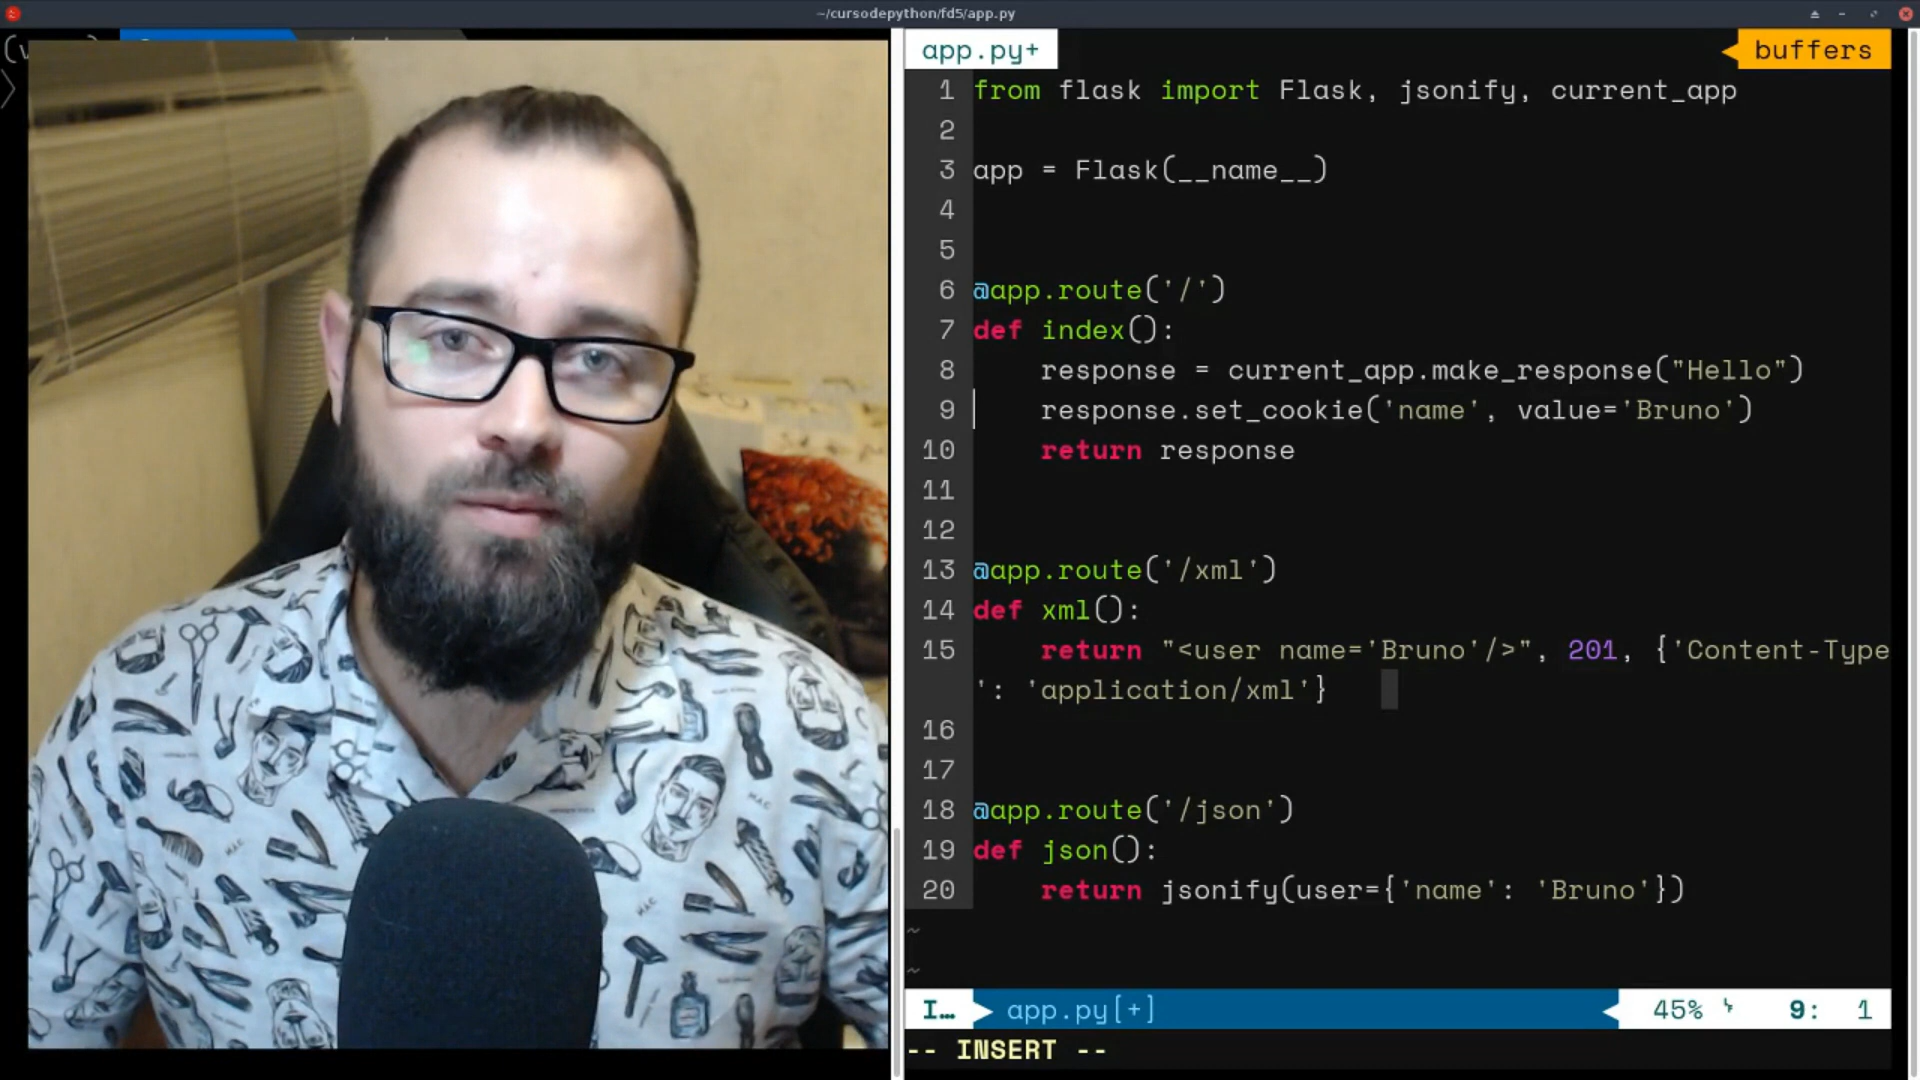 ~/cursodepython/fd5/app.py
app.py+
buffers
1 from flask import Flask, jsonify, current_app
2
3 app = Flask(__name__)
4
5
6 @app.route('/')
7 def index():
8 response = current_app.make_response("Hello")
9 response.set_cookie('name', value='Bruno')
10 return response
11
12
13 @app.route('/xml')
14 def xml():
15 return "<user name='Bruno'/>", 201, {'Content-Type
': 'application/xml'}
16
17
18 @app.route('/json')
19 def json():
20 return jsonify(user={'name': 'Bruno'})
~
~
I… app.py[+] 45% 9: 1
-- INSERT --